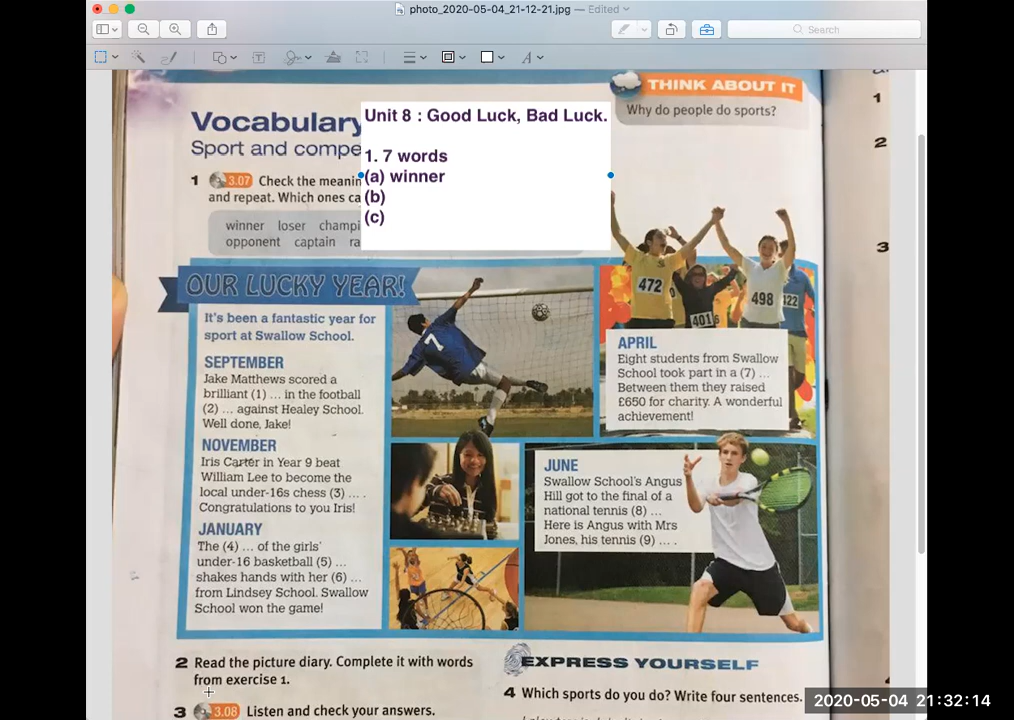 photo_2020-05-04_21-12-21.jpg — Edited
Search
THINK ABOUT IT
Why do people do sports?
Vocabulary
Sport and compe
1 3.07 Check the meanin
and repeat. Which ones ca
winner loser champi
opponent captain ra
Unit 8 : Good Luck, Bad Luck.
1. 7 words
(a) winner
(b)
(c)
1
2
3
OUR LUCKY YEAR!
It's been a fantastic year for
sport at Swallow School.
SEPTEMBER
Jake Matthews scored a
brilliant (1) ... in the football
(2) ... against Healey School.
Well done, Jake!
NOVEMBER
Iris Carter in Year 9 beat
William Lee to become the
local under-16s chess (3) ... .
Congratulations to you Iris!
JANUARY
The (4) ... of the girls'
under-16 basketball (5) ...
shakes hands with her (6) ...
from Lindsey School. Swallow
School won the game!
7
472
401
498
422
APRIL
Eight students from Swallow
School took part in a (7) ...
Between them they raised
£650 for charity. A wonderful
achievement!
JUNE
Swallow School's Angus
Hill got to the final of a
national tennis (8) ...
Here is Angus with Mrs
Jones, his tennis (9) ... .
2 Read the picture diary. Complete it with words
from exercise 1.
3 3.08 Listen and check your answers.
EXPRESS YOURSELF
4 Which sports do you do? Write four sentences.
2020-05-04 21:32:14